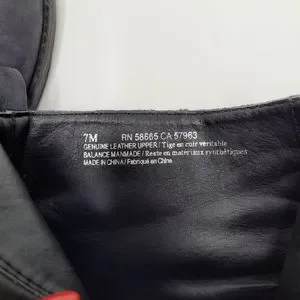 7M RN 58665 CA 57963
GENUINE LEATHER UPPER / Tige en cuir véritable
BALANCE MANMADE / Reste en materiaux synthétiques
MADE IN CHINA / Fabriqué en Chine